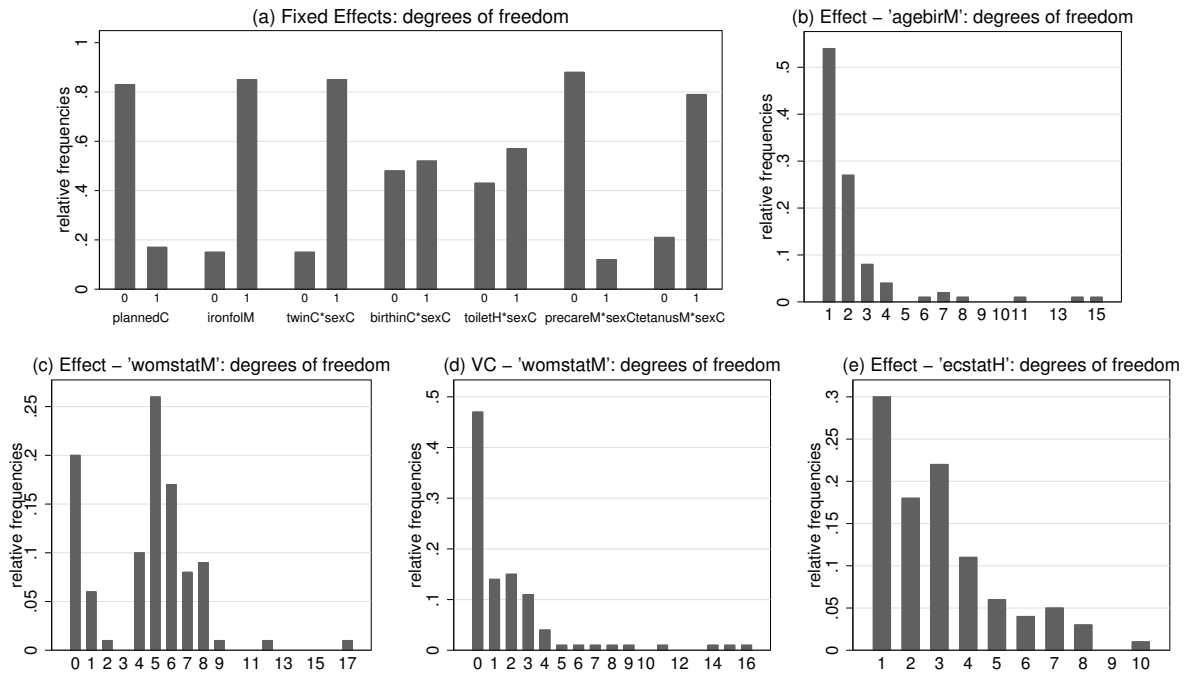 (a) Fixed Effects: degrees of freedom
relative frequencies
0 .2 .4 .6 .8 1
0 1 0 1 0 1 0 1 0 1 0 1 0 1
plannedC ironfolM twinC*sexC birthinC*sexC toiletH*sexC precareM*sexC tetanusM*sexC
(b) Effect – 'agebirM': degrees of freedom
relative frequencies
0 .1 .2 .3 .4 .5
1 2 3 4 5 6 7 8 9 10 11 13 15
(c) Effect – 'womstatM': degrees of freedom
relative frequencies
0 .05 .1 .15 .2 .25
0 1 2 3 4 5 6 7 8 9 11 13 15 17
(d) VC – 'womstatM': degrees of freedom
relative frequencies
0 .1 .2 .3 .4 .5
0 1 2 3 4 5 6 7 8 9 10 12 14 16
(e) Effect – 'ecstatH': degrees of freedom
relative frequencies
0 .05 .1 .15 .2 .25 .3
1 2 3 4 5 6 7 8 9 10